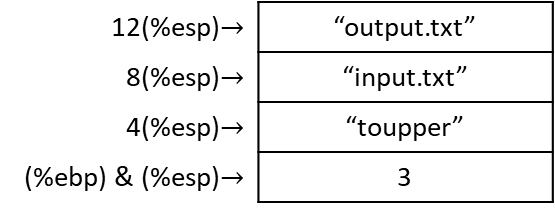 12(%esp)→ “output.txt”
8(%esp)→ “input.txt”
4(%esp)→ “toupper”
(%ebp) & (%esp)→ 3